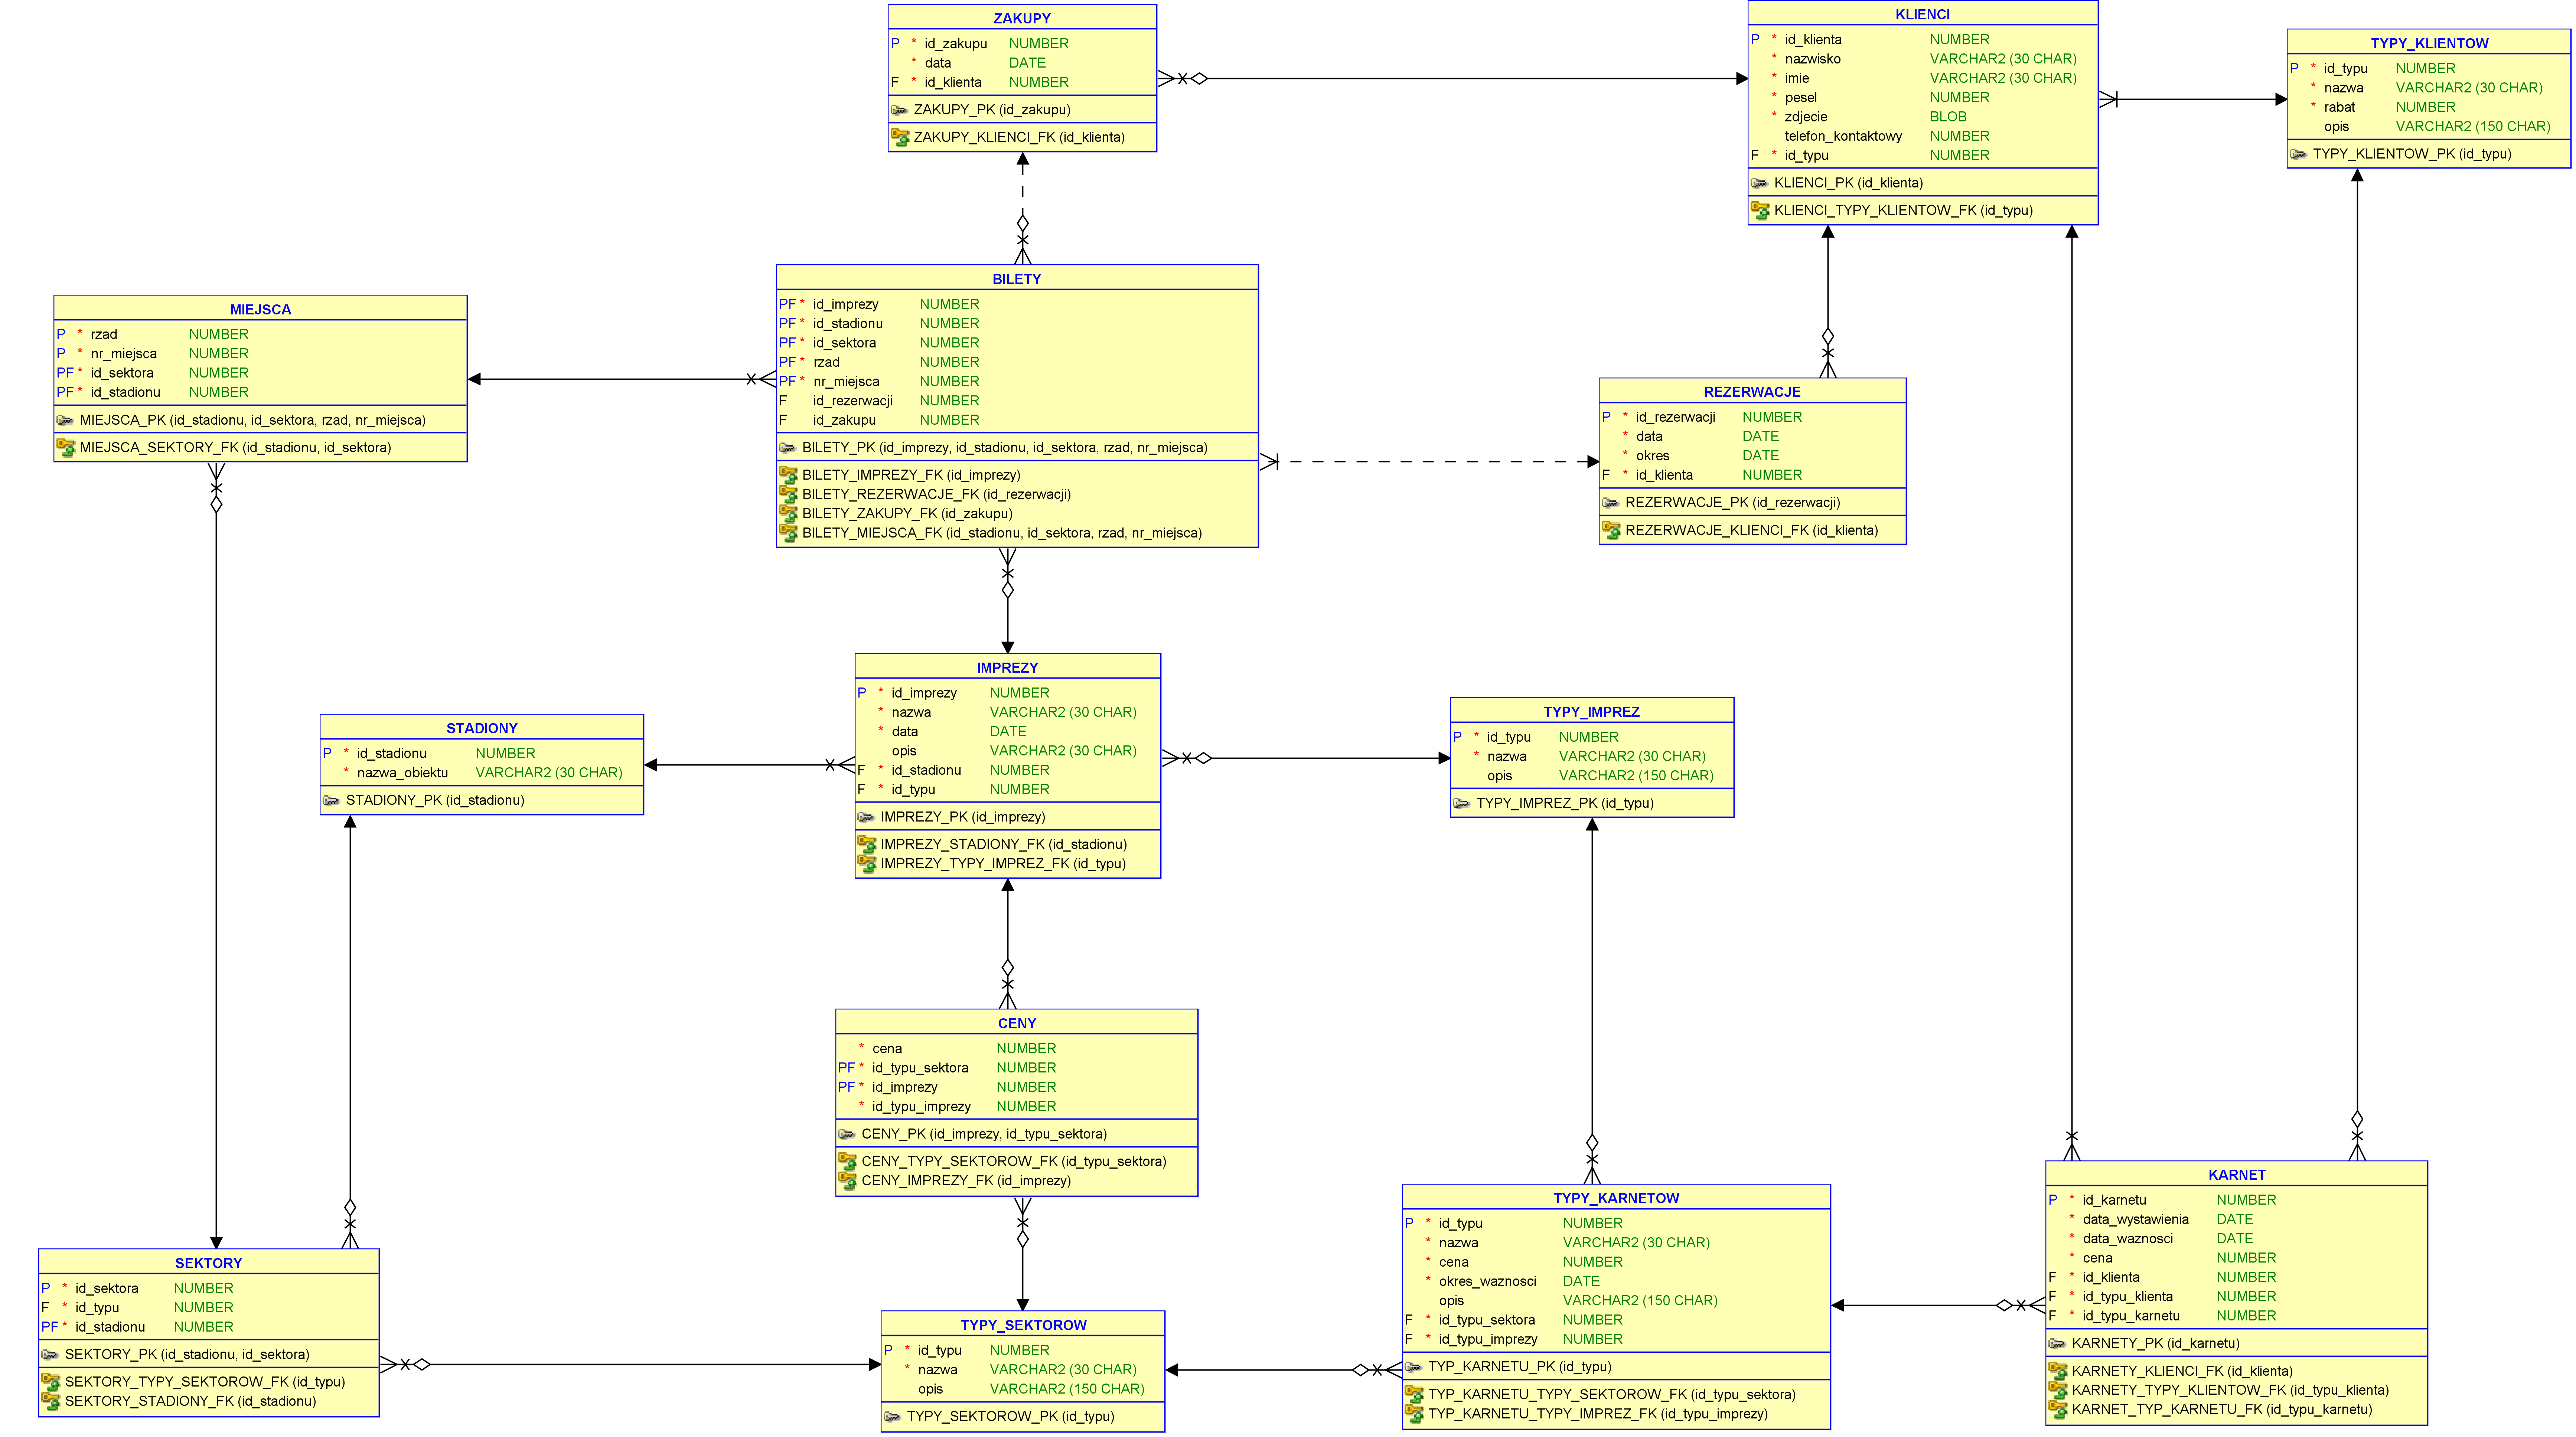 ZAKUPY
P * id_zakupu NUMBER
* data DATE
F * id_klienta NUMBER
ZAKUPY_PK (id_zakupu)
ZAKUPY_KLIENCI_FK (id_klienta)
KLIENCI
P * id_klienta NUMBER
* nazwisko VARCHAR2 (30 CHAR)
* imie VARCHAR2 (30 CHAR)
* pesel NUMBER
* zdjecie BLOB
telefon_kontaktowy NUMBER
F * id_typu NUMBER
KLIENCI_PK (id_klienta)
KLIENCI_TYPY_KLIENTOW_FK (id_typu)
TYPY_KLIENTOW
P * id_typu NUMBER
* nazwa VARCHAR2 (30 CHAR)
* rabat NUMBER
opis VARCHAR2 (150 CHAR)
TYPY_KLIENTOW_PK (id_typu)
MIEJSCA
P * rzad NUMBER
P * nr_miejsca NUMBER
PF * id_sektora NUMBER
PF * id_stadionu NUMBER
MIEJSCA_PK (id_stadionu, id_sektora, rzad, nr_miejsca)
MIEJSCA_SEKTORY_FK (id_stadionu, id_sektora)
BILETY
PF * id_imprezy NUMBER
PF * id_stadionu NUMBER
PF * id_sektora NUMBER
PF * rzad NUMBER
PF * nr_miejsca NUMBER
F id_rezerwacji NUMBER
F id_zakupu NUMBER
BILETY_PK (id_imprezy, id_stadionu, id_sektora, rzad, nr_miejsca)
BILETY_IMPREZY_FK (id_imprezy)
BILETY_REZERWACJE_FK (id_rezerwacji)
BILETY_ZAKUPY_FK (id_zakupu)
BILETY_MIEJSCA_FK (id_stadionu, id_sektora, rzad, nr_miejsca)
REZERWACJE
P * id_rezerwacji NUMBER
* data DATE
* okres DATE
F * id_klienta NUMBER
REZERWACJE_PK (id_rezerwacji)
REZERWACJE_KLIENCI_FK (id_klienta)
STADIONY
P * id_stadionu NUMBER
* nazwa_obiektu VARCHAR2 (30 CHAR)
STADIONY_PK (id_stadionu)
IMPREZY
P * id_imprezy NUMBER
* nazwa VARCHAR2 (30 CHAR)
* data DATE
opis VARCHAR2 (30 CHAR)
F * id_stadionu NUMBER
F * id_typu NUMBER
IMPREZY_PK (id_imprezy)
IMPREZY_STADIONY_FK (id_stadionu)
IMPREZY_TYPY_IMPREZ_FK (id_typu)
TYPY_IMPREZ
P * id_typu NUMBER
* nazwa VARCHAR2 (30 CHAR)
opis VARCHAR2 (150 CHAR)
TYPY_IMPREZ_PK (id_typu)
CENY
* cena NUMBER
PF * id_typu_sektora NUMBER
PF * id_imprezy NUMBER
* id_typu_imprezy NUMBER
CENY_PK (id_imprezy, id_typu_sektora)
CENY_TYPY_SEKTOROW_FK (id_typu_sektora)
CENY_IMPREZY_FK (id_imprezy)
SEKTORY
P * id_sektora NUMBER
F * id_typu NUMBER
PF * id_stadionu NUMBER
SEKTORY_PK (id_stadionu, id_sektora)
SEKTORY_TYPY_SEKTOROW_FK (id_typu)
SEKTORY_STADIONY_FK (id_stadionu)
TYPY_SEKTOROW
P * id_typu NUMBER
* nazwa VARCHAR2 (30 CHAR)
opis VARCHAR2 (150 CHAR)
TYPY_SEKTOROW_PK (id_typu)
TYPY_KARNETOW
P * id_typu NUMBER
* nazwa VARCHAR2 (30 CHAR)
* cena NUMBER
* okres_waznosci DATE
opis VARCHAR2 (150 CHAR)
F * id_typu_sektora NUMBER
F * id_typu_imprezy NUMBER
TYP_KARNETU_PK (id_typu)
TYP_KARNETU_TYPY_SEKTOROW_FK (id_typu_sektora)
TYP_KARNETU_TYPY_IMPREZ_FK (id_typu_imprezy)
KARNET
P * id_karnetu NUMBER
* data_wystawienia DATE
* data_waznosci DATE
* cena NUMBER
F * id_klienta NUMBER
F * id_typu_klienta NUMBER
F * id_typu_karnetu NUMBER
KARNETY_PK (id_karnetu)
KARNETY_KLIENCI_FK (id_klienta)
KARNETY_TYPY_KLIENTOW_FK (id_typu_klienta)
KARNET_TYP_KARNETU_FK (id_typu_karnetu)